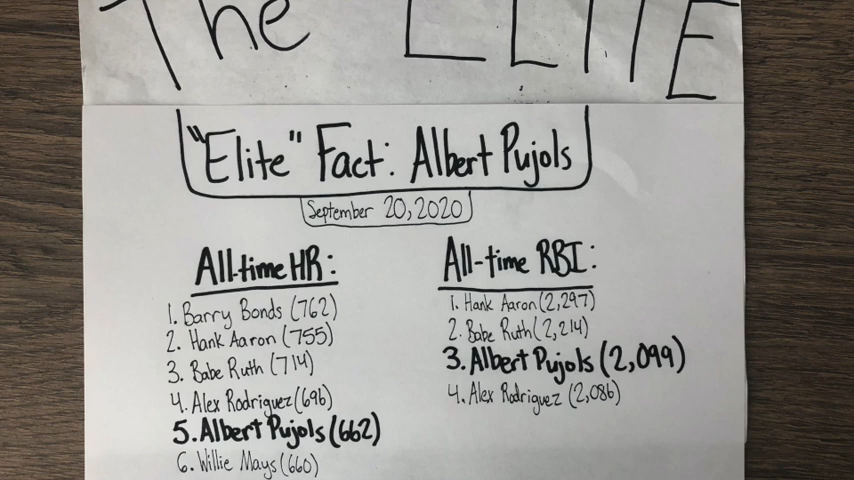 The ELITE
"Elite" Fact: Albert Pujols
September 20, 2020
All-time HR:
1. Barry Bonds (762)
2. Hank Aaron (755)
3. Babe Ruth (714)
4. Alex Rodriguez (696)
5. Albert Pujols (662)
6. Willie Mays (660)
All-time RBI:
1. Hank Aaron (2,297)
2. Babe Ruth (2,214)
3. Albert Pujols (2,099)
4. Alex Rodriguez (2,086)